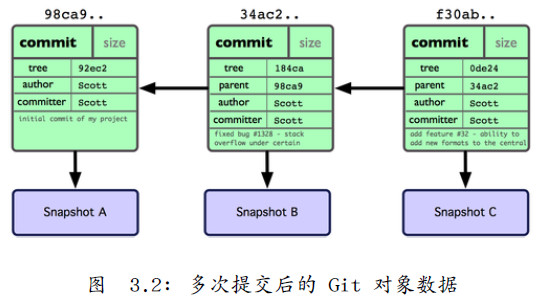 98ca9..
34ac2..
f30ab..
commit size
tree 92ec2
author Scott
committer Scott
initial commit of my project
commit size
tree 184ca
parent 98ca9
author Scott
committer Scott
fixed bug #1328 - stack
overflow under certain
commit size
tree 0de24
parent 34ac2
author Scott
committer Scott
add feature #32 - ability to
add new formats to the central
Snapshot A
Snapshot B
Snapshot C
图 3.2: 多次提交后的 Git 对象数据